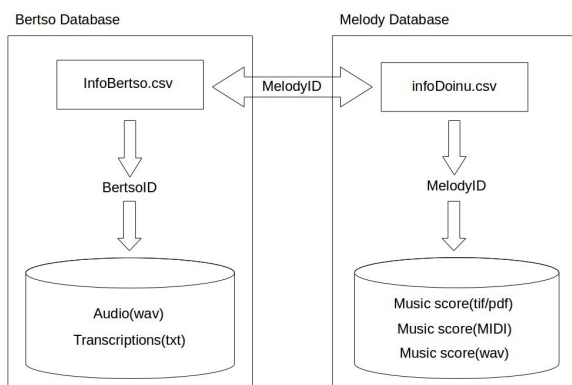 Bertso Database
InfoBertso.csv
BertsoID
Audio(wav)
Transcriptions(txt)
MelodyID
Melody Database
infoDoinu.csv
MelodyID
Music score(tif/pdf)
Music score(MIDI)
Music score(wav)